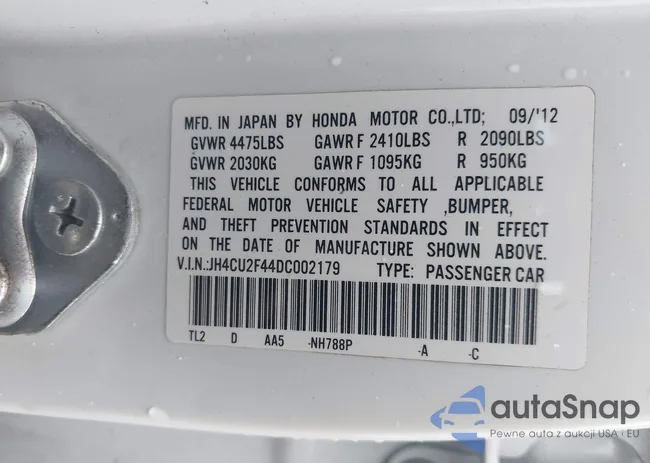 MFD. IN JAPAN BY HONDA MOTOR CO.,LTD; 09/'12
GVWR 4475LBS GAWR F 2410LBS R 2090LBS
GVWR 2030KG GAWR F 1095KG R 950KG
THIS VEHICLE CONFORMS TO ALL APPLICABLE
FEDERAL MOTOR VEHICLE SAFETY ,BUMPER,
AND THEFT PREVENTION STANDARDS IN EFFECT
ON THE DATE OF MANUFACTURE SHOWN ABOVE.
V.I.N.:JH4CU2F44DC002179 TYPE: PASSENGER CAR
TL2 D AA5 -NH788P -A -C
autaSnap
Pewne auta z aukcji USA i EU